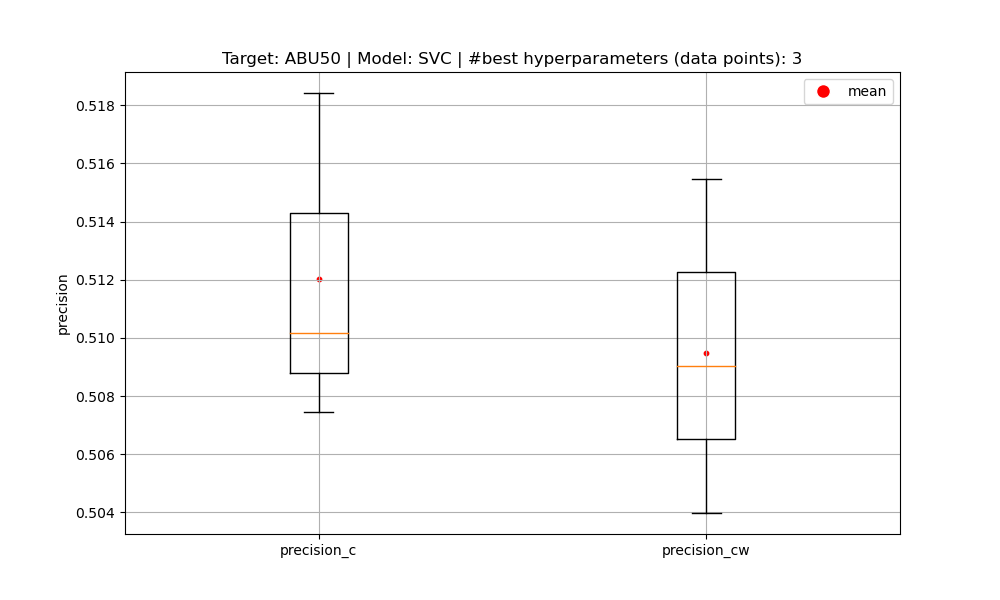 Target: ABU50 | Model: SVC | #best hyperparameters (data points): 3
mean
0.518
0.516
0.514
0.512
0.510
0.508
0.506
0.504
precision
precision_c
precision_cw